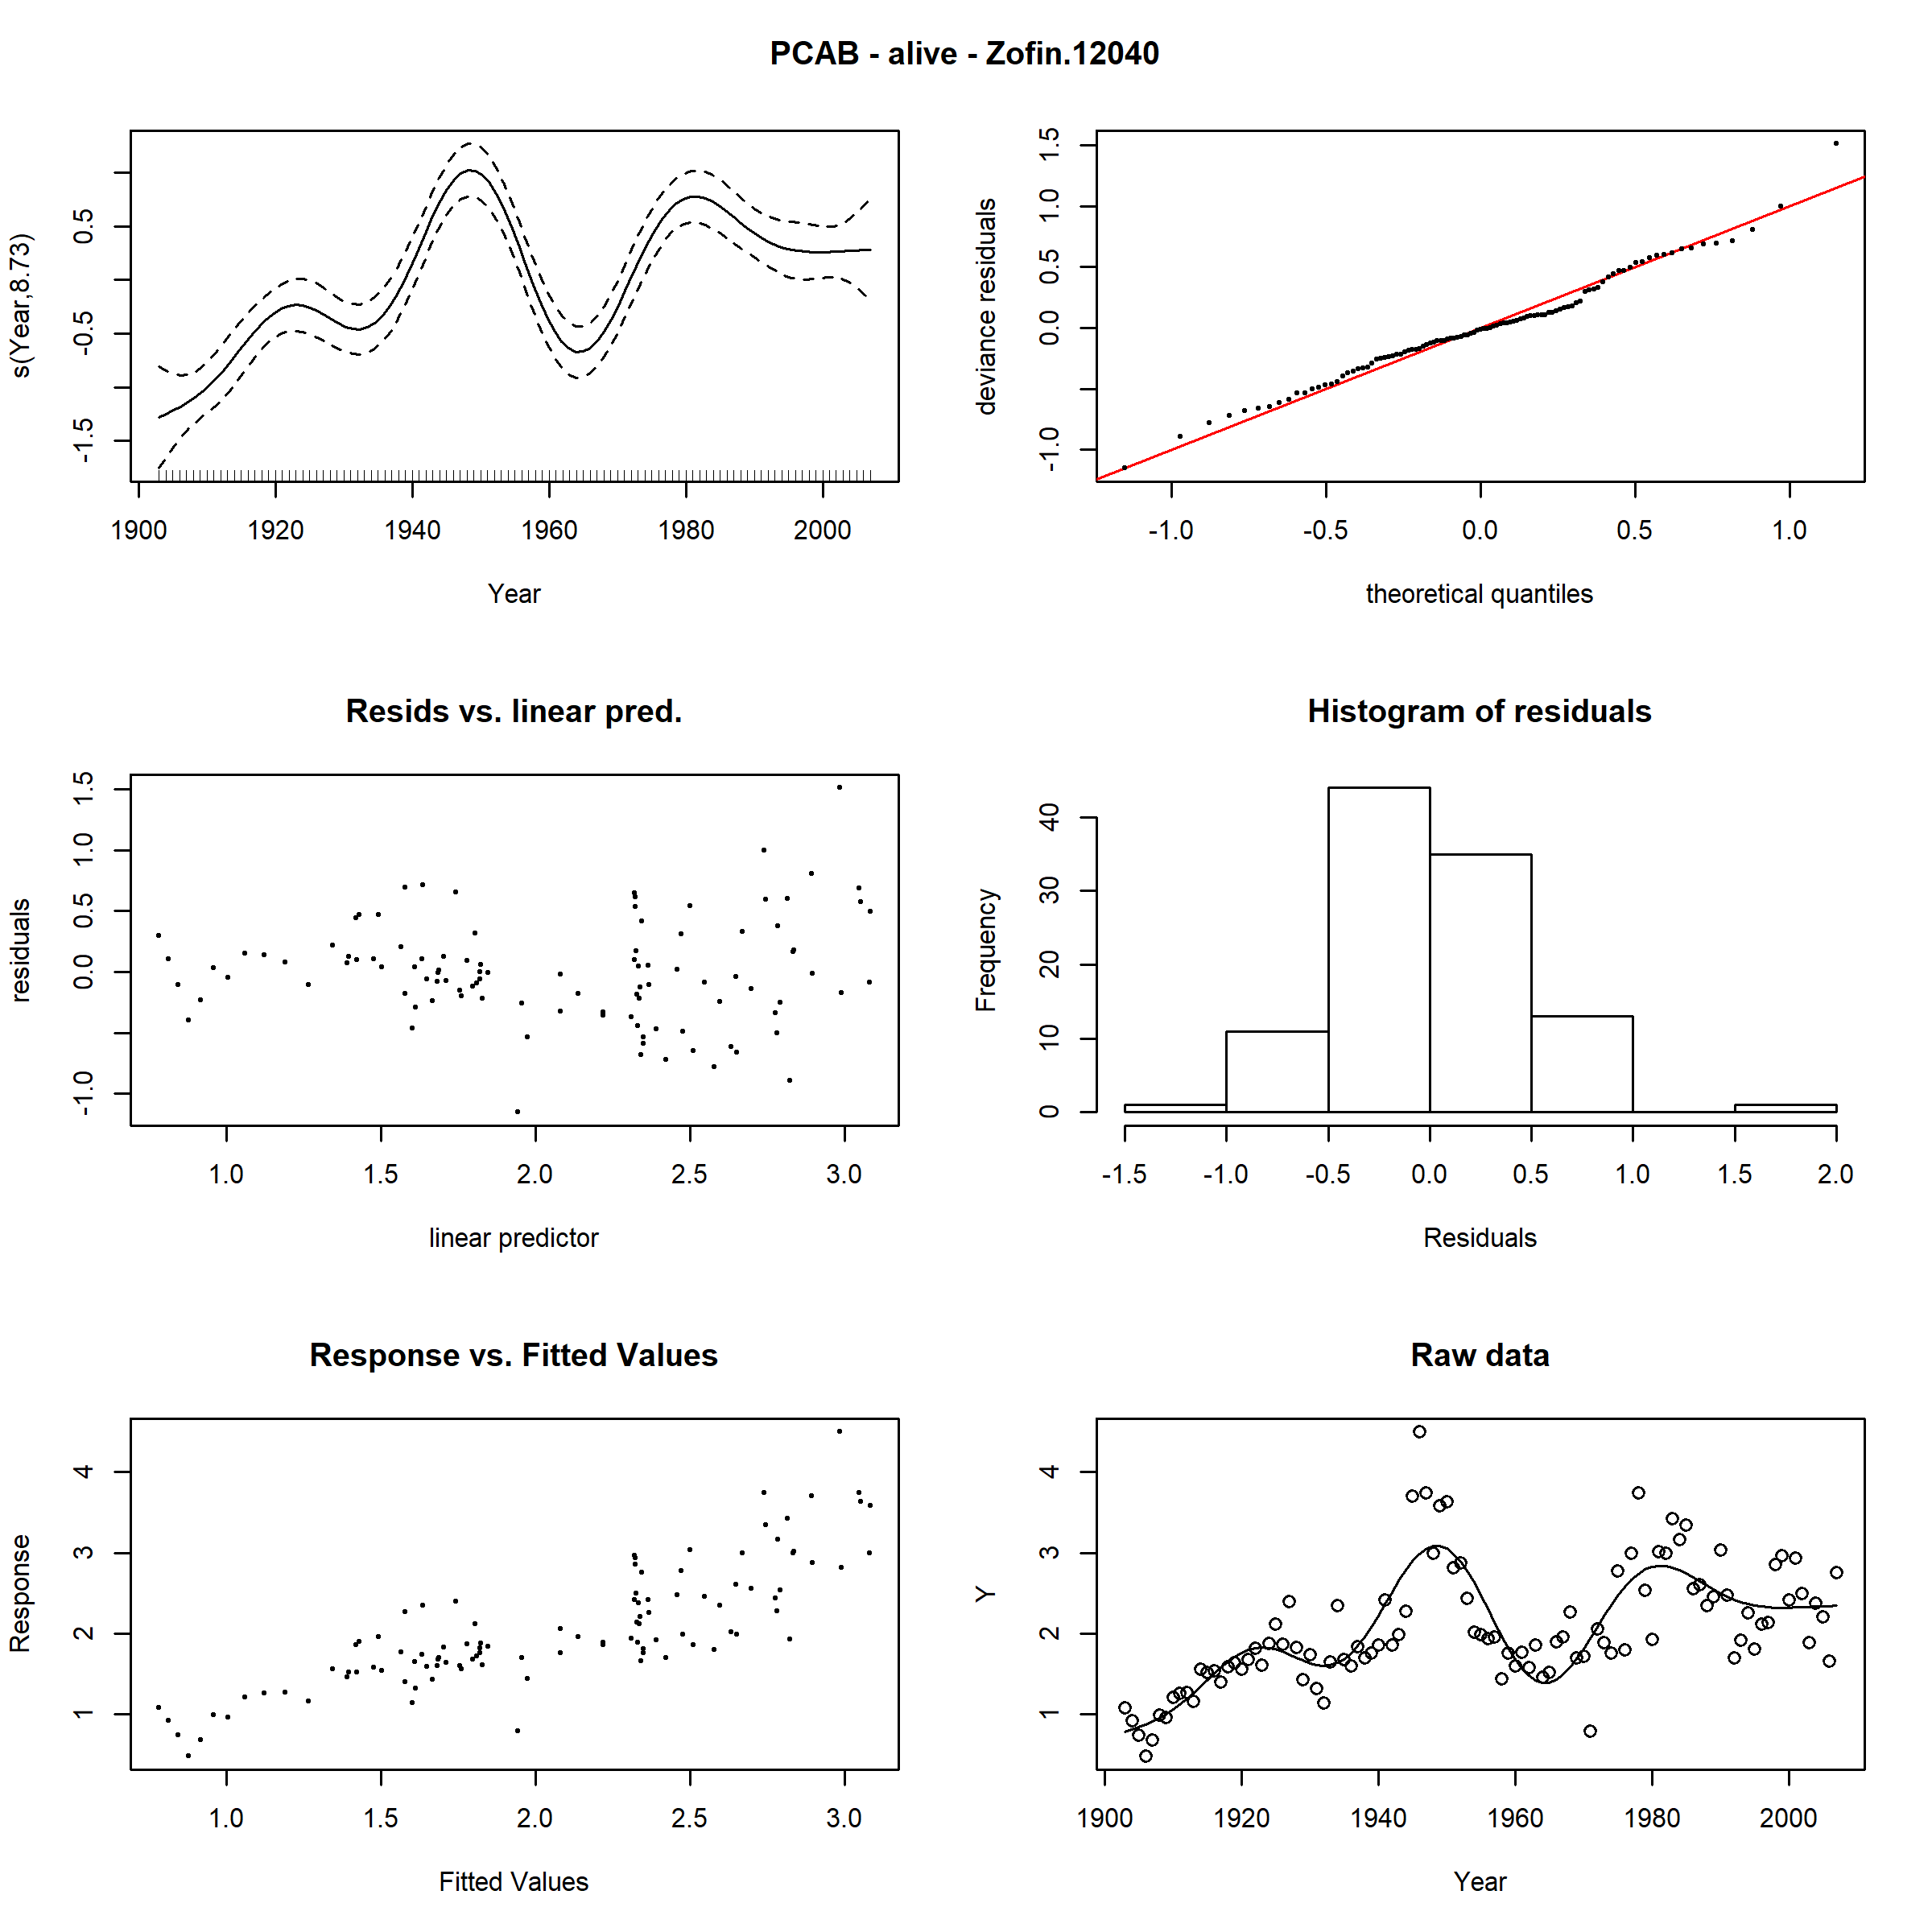 PCAB - alive - Zofin.12040
s(Year,8.73)
-1.5 -0.5 0.5
1900 1920 1940 1960 1980 2000
Year
deviance residuals
-1.0 0.0 0.5 1.0 1.5
-1.0 -0.5 0.0 0.5 1.0
theoretical quantiles
Resids vs. linear pred.
residuals
-1.0 0.0 0.5 1.0 1.5
1.0 1.5 2.0 2.5 3.0
linear predictor
Histogram of residuals
Frequency
0 10 20 30 40
-1.5 -1.0 -0.5 0.0 0.5 1.0 1.5 2.0
Residuals
Response vs. Fitted Values
Response
1 2 3 4
1.0 1.5 2.0 2.5 3.0
Fitted Values
Raw data
Y
1 2 3 4
1900 1920 1940 1960 1980 2000
Year